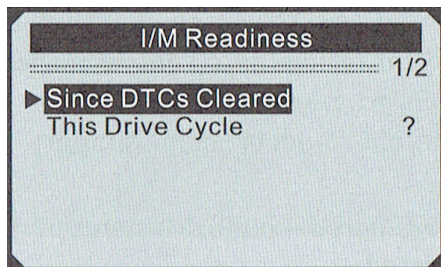 I/M Readiness
1/2
Since DTCs Cleared
This Drive Cycle ?